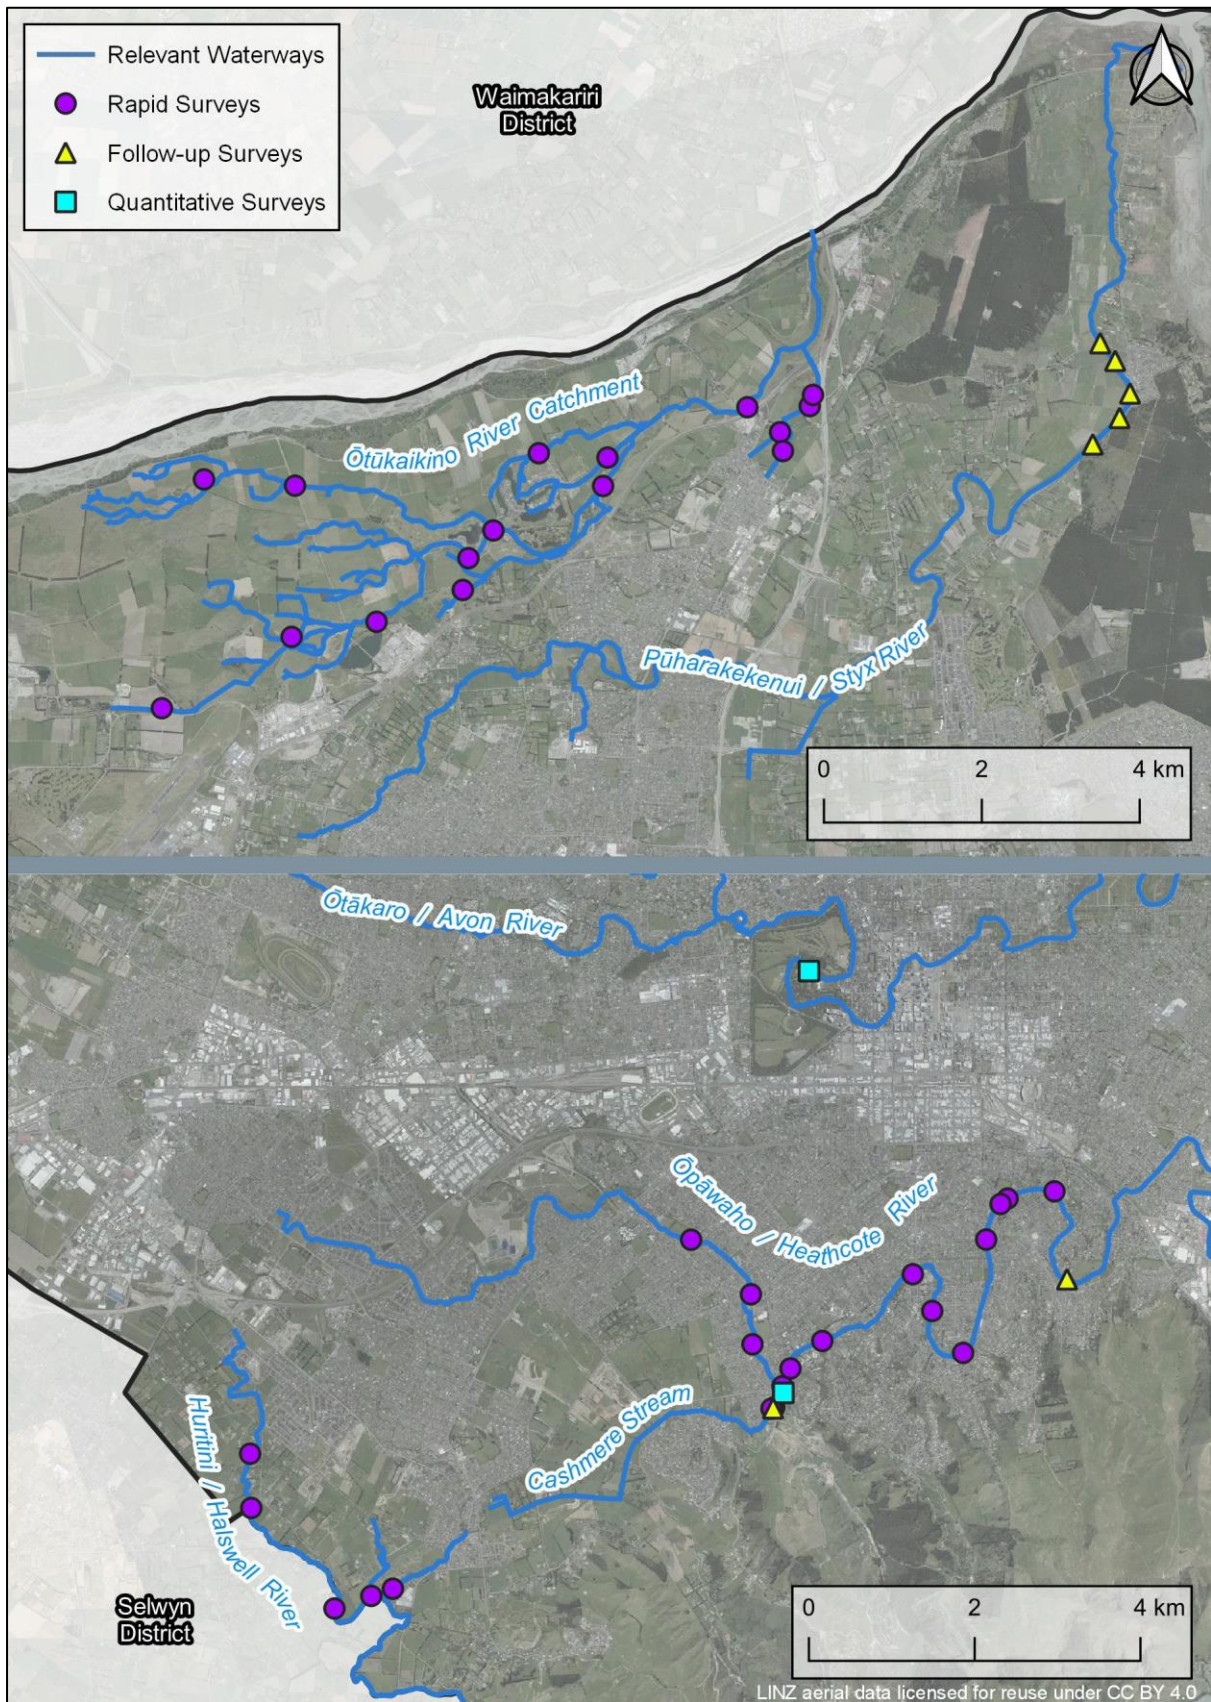 Relevant Waterways
Rapid Surveys
Follow-up Surveys
Quantitative Surveys
Waimakariri
District
Ōtūkaikino River Catchment
Pūharakekenui / Styx River
0 2 4 km
Ōtākaro / Avon River
Ōpāwaho / Heathcote River
Cashmere Stream
Huritini / Halswell River
Selwyn
District
0 2 4 km
LINZ aerial data licensed for reuse under CC BY 4.0